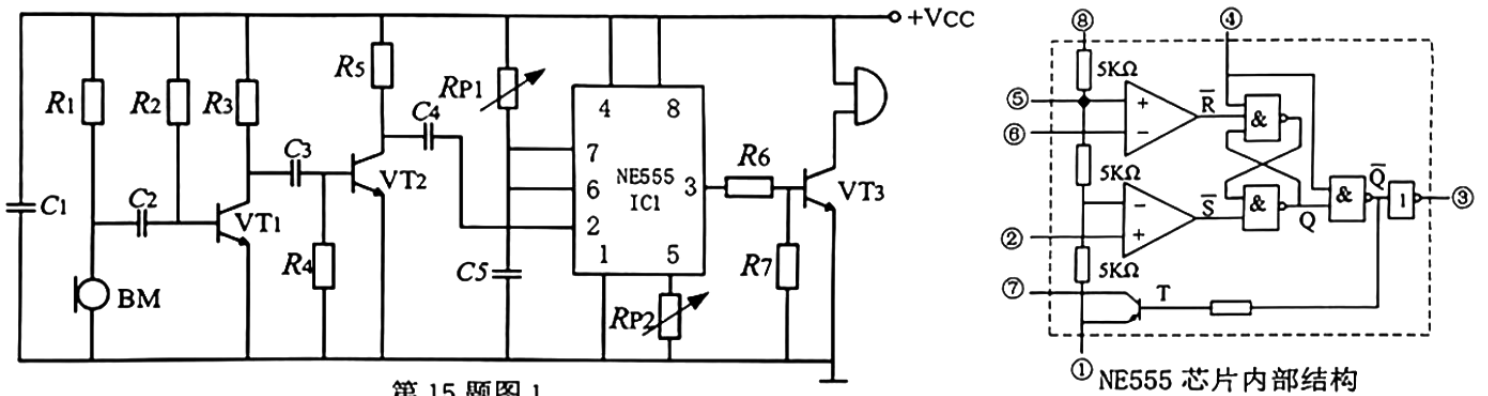 +VCC
R1
R2
R3
R5
RP1
C4
4
8
7
6
2
NE555
IC1
3
1
5
R6
VT3
C3
VT2
C1
C2
VT1
R4
C5
R7
BM
RP2
第 15 题图 1
⑧
④
5KΩ
⑤
+
−
R̅
&
⑥
5KΩ
&
Q̅
1
③
−
+
S̅
&
Q
②
5KΩ
⑦
T
①
NE555 芯片内部结构